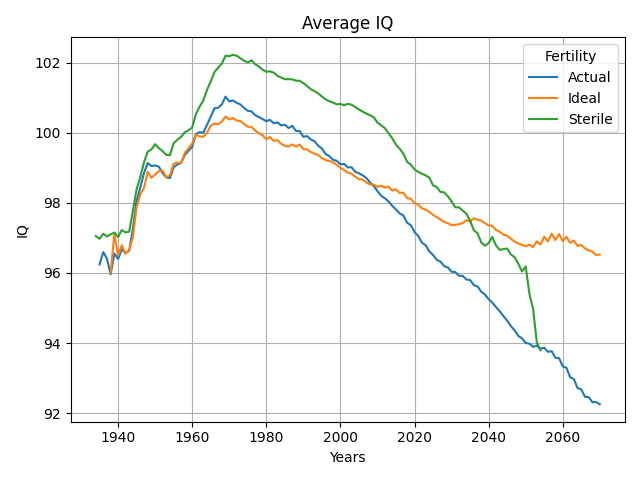 Average IQ
Fertility
Actual
Ideal
Sterile
IQ
102
100
98
96
94
92
1940 1960 1980 2000 2020 2040 2060
Years